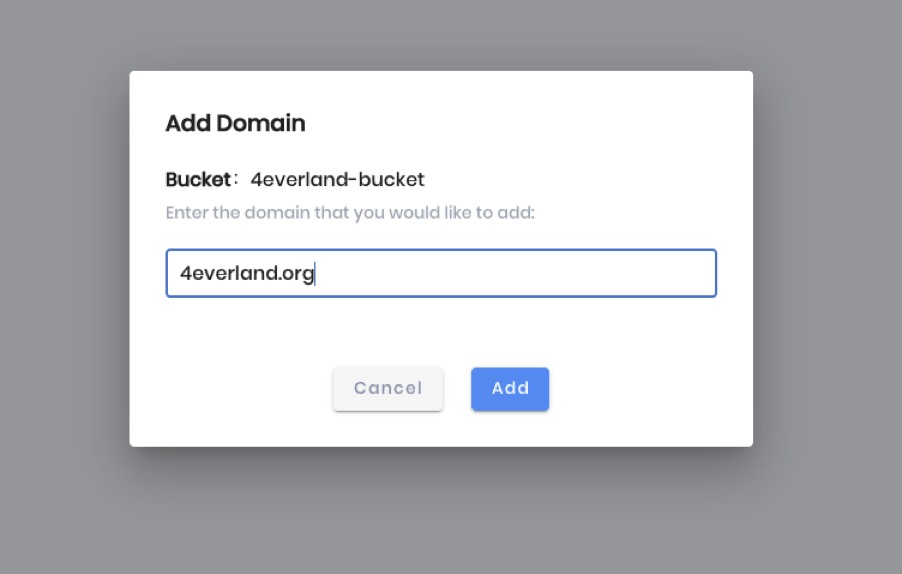 Add Domain
Bucket： 4everland-bucket
Enter the domain that you would like to add:
4everland.org
Cancel
Add